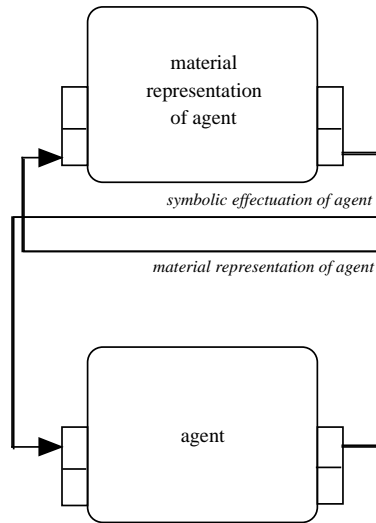 material
representation
of agent
symbolic effectuation of agent
material representation of agent
agent